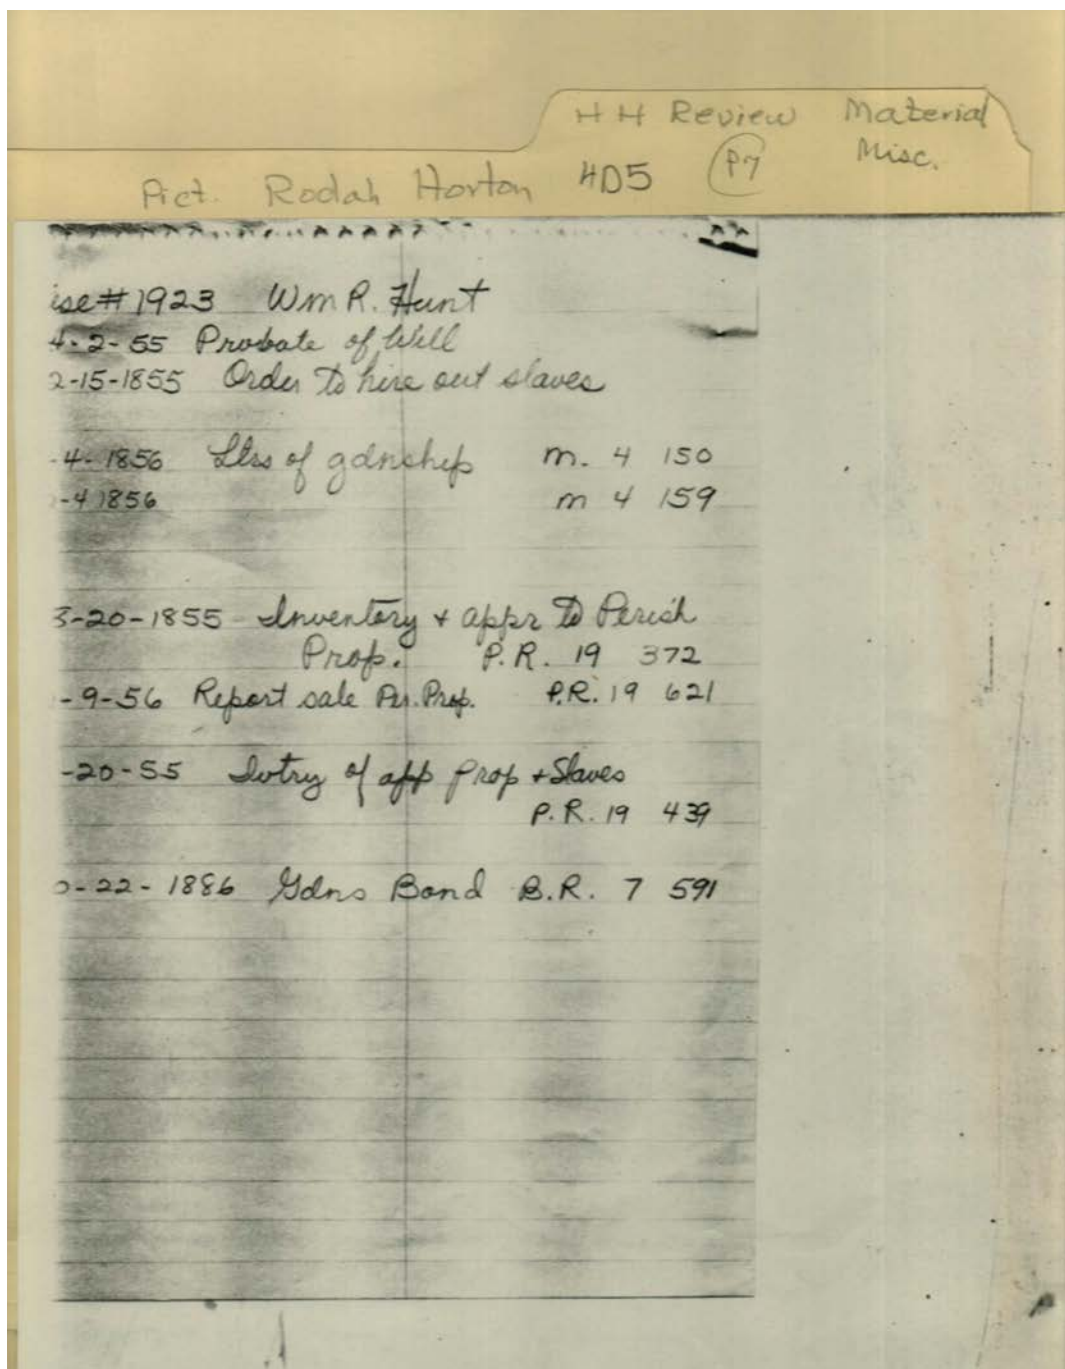 HH Review Material
Misc.
P7
Pict. Rodah Horton 4D5
ise#1923 Wm R. Hunt
4-2-55 Probate of Will
2-15-1855 Order to hire out slaves
-4-1856 Ltrs of gdnship m. 4 150
-4 1856 m 4 159
3-20-1855 Inventory + appr to Perish
Prop. P.R. 19 372
-9-56 Report sale Per. Prop. P.R. 19 621
-20-55 Ivtry of app Prop + Slaves
P.R. 19 439
-22-1886 Gdns Bond B.R. 7 591